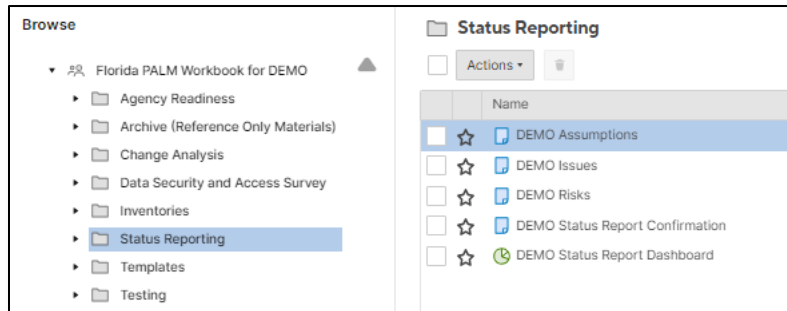 Browse
Florida PALM Workbook for DEMO
Agency Readiness
Archive (Reference Only Materials)
Change Analysis
Data Security and Access Survey
Inventories
Status Reporting
Templates
Testing
Status Reporting
Actions
Name
DEMO Assumptions
DEMO Issues
DEMO Risks
DEMO Status Report Confirmation
DEMO Status Report Dashboard